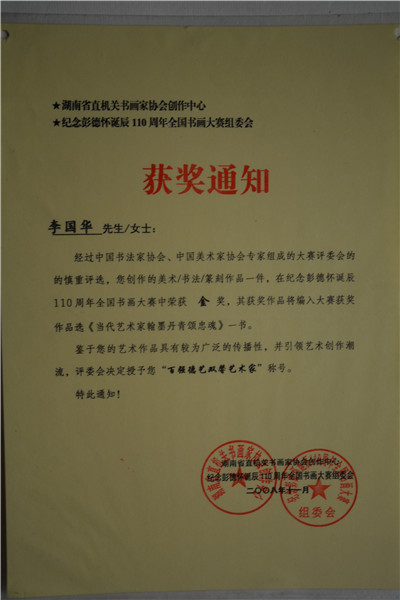 ★湖南省直机关书画家协会创作中心
★纪念彭德怀诞辰110周年全国书画大赛组委会
获奖通知
李国华 先生/女士：
经过中国书法家协会、中国美术家协会专家组成的大赛评委会的
的慎重评选，您创作的美术/书法/篆刻作品一件，在纪念彭德怀诞辰
110周年全国书画大赛中荣获 金 奖，其获奖作品将编入大赛获奖
作品选《当代艺术家翰墨丹青颂忠魂》一书。
鉴于您的艺术作品具有较为广泛的传播性，并引领艺术创作潮
流，评委会决定授予您“百强德艺双馨艺术家”称号。
特此通知！
湖南省直机关书画家协会创作中心
纪念彭德怀诞辰110周年全国书画大赛组委会
二〇〇八年十一月
组委会